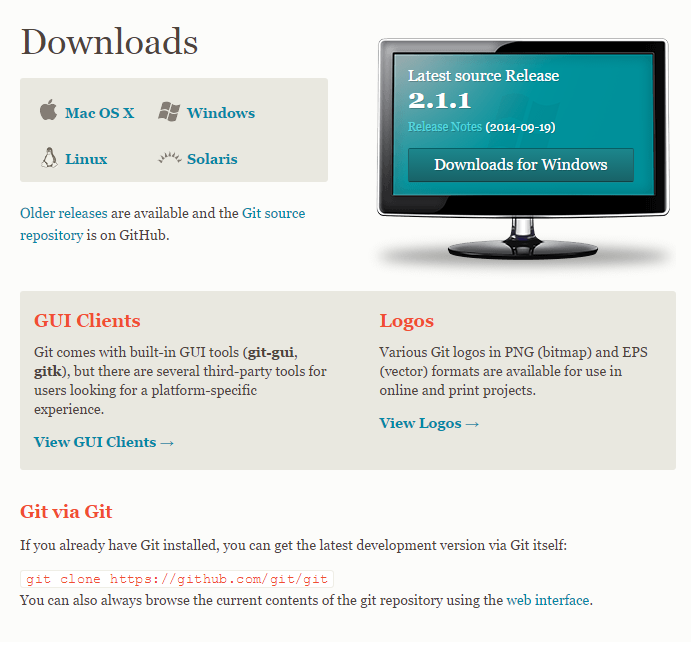 Downloads
Mac OS X
Windows
Linux
Solaris
Older releases are available and the Git source
repository is on GitHub.
Latest source Release
2.1.1
Release Notes (2014-09-19)
Downloads for Windows
GUI Clients
Git comes with built-in GUI tools (git-gui,
gitk), but there are several third-party tools for
users looking for a platform-specific
experience.
View GUI Clients →
Logos
Various Git logos in PNG (bitmap) and EPS
(vector) formats are available for use in
online and print projects.
View Logos →
Git via Git
If you already have Git installed, you can get the latest development version via Git itself:
git clone https://github.com/git/git
You can also always browse the current contents of the git repository using the web interface.